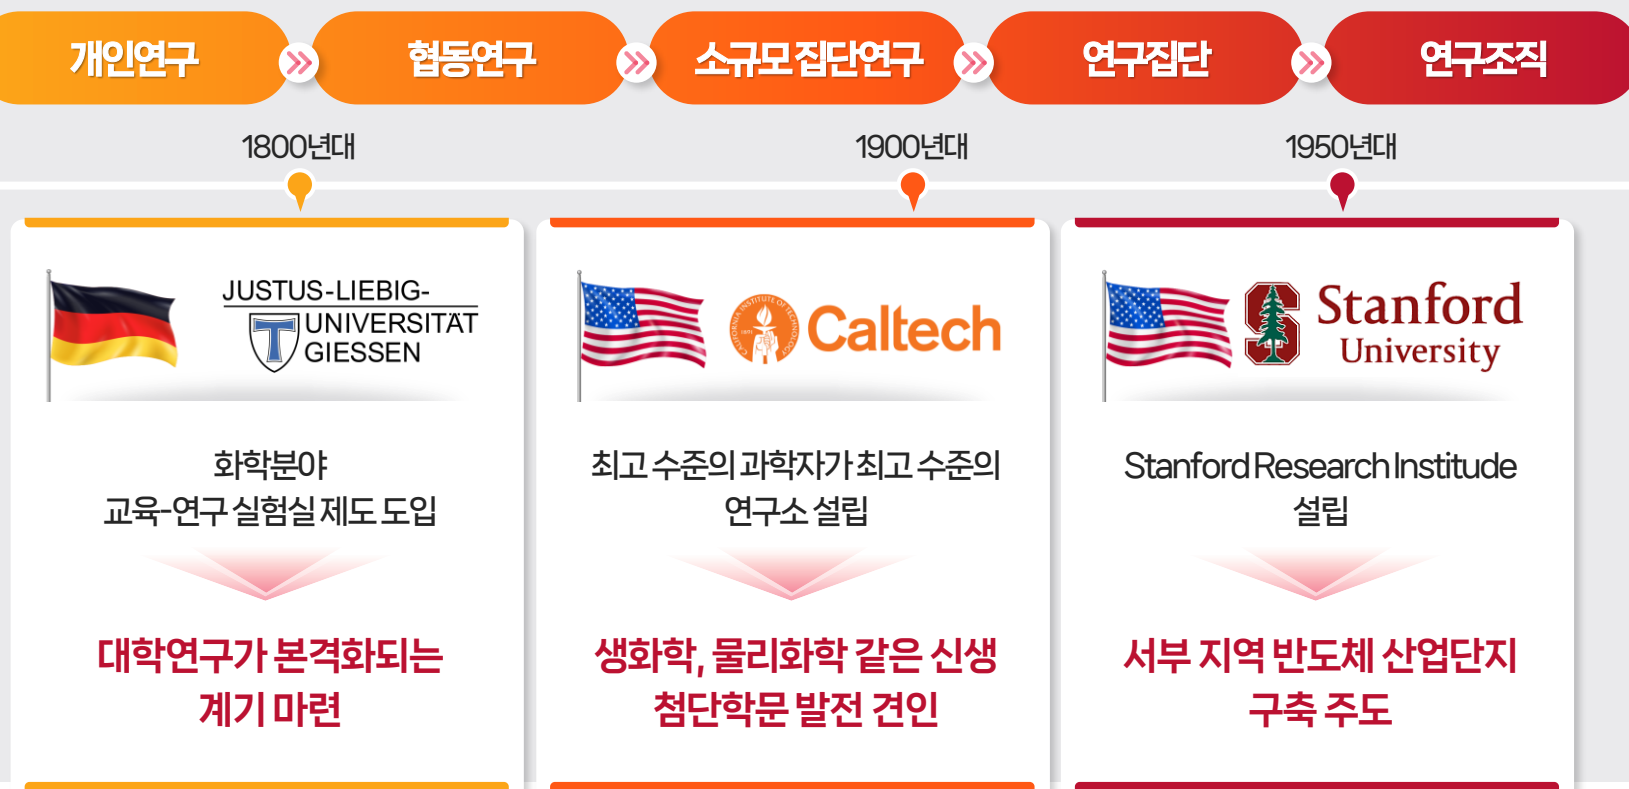 개인연구
협동연구
소규모 집단연구
연구집단
연구조직
1800년대
1900년대
1950년대
JUSTUS-LIEBIG-
UNIVERSITÄT
GIESSEN
화학분야
교육-연구 실험실 제도 도입
대학연구가 본격화되는
계기 마련
CALIFORNIA INSTITUTE OF TECHNOLOGY
1891
Caltech
최고 수준의 과학자가 최고 수준의
연구소 설립
생화학, 물리화학 같은 신생
첨단학문 발전 견인
S
Stanford
University
Stanford Research Institude
설립
서부 지역 반도체 산업단지
구축 주도